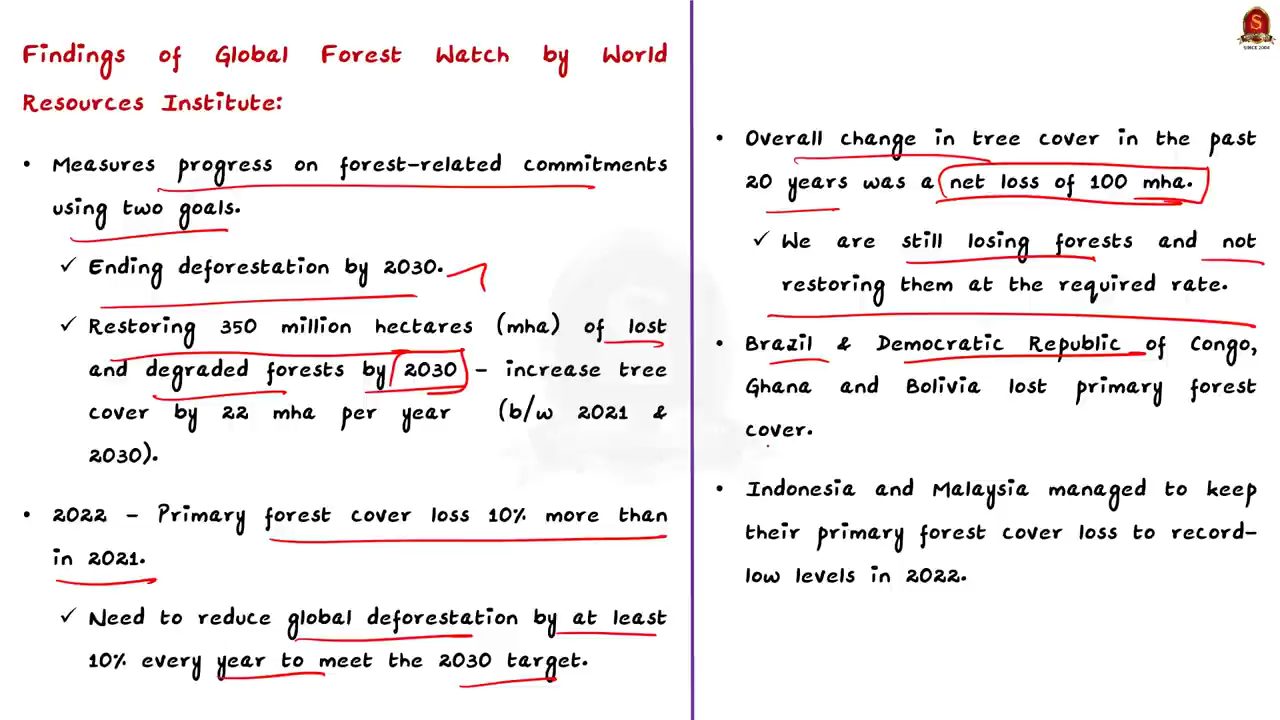 Findings of Global Forest Watch by World
Resources Institute:
• Measures progress on forest-related commitments
using two goals.
✓ Ending deforestation by 2030.
✓ Restoring 350 million hectares (mha) of lost
and degraded forests by 2030 - increase tree
cover by 22 mha per year (b/w 2021 &
2030).
• 2022 - Primary forest cover loss 10% more than
in 2021.
✓ Need to reduce global deforestation by at least
10% every year to meet the 2030 target.
• Overall change in tree cover in the past
20 years was a net loss of 100 mha.
✓ We are still losing forests and not
restoring them at the required rate.
• Brazil & Democratic Republic of Congo,
Ghana and Bolivia lost primary forest
cover.
• Indonesia and Malaysia managed to keep
their primary forest cover loss to record-
low levels in 2022.
S
SINCE 2004